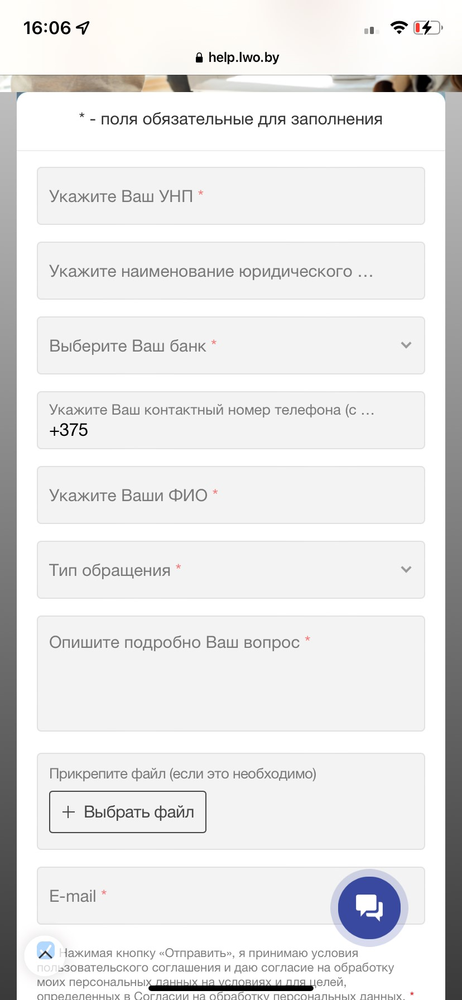 16:06
help.lwo.by
* - поля обязательные для заполнения
Укажите Ваш УНП *
Укажите наименование юридического ...
Выберите Ваш банк *
Укажите Ваш контактный номер телефона (с ...
+375
Укажите Ваши ФИО *
Тип обращения *
Опишите подробно Ваш вопрос *
Прикрепите файл (если это необходимо)
+ Выбрать файл
E-mail *
Нажимая кнопку «Отправить», я принимаю условия
пользовательского соглашения и даю согласие на обработку
моих персональных данных на условиях и для целей,
определенных в Согласии на обработку персональных данных. *